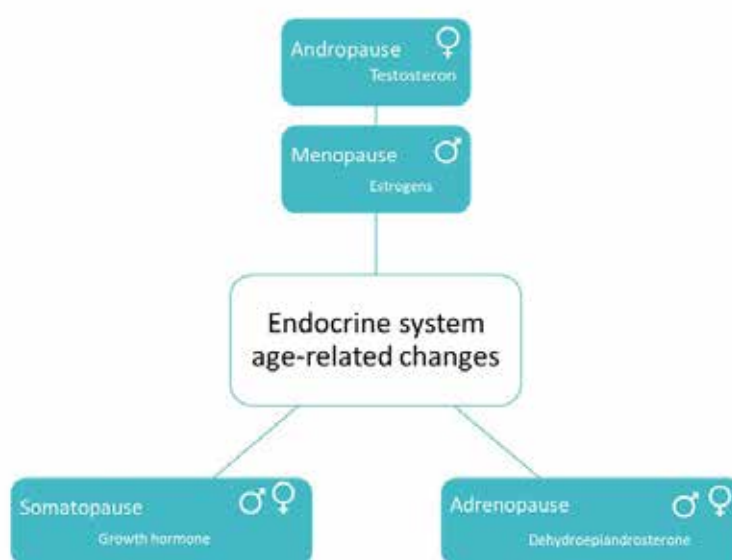 Andropause ♀
Testosteron
Menopause ♂
Estrogens
Endocrine system
age-related changes
Somatopause ♂♀
Growth hormone
Adrenopause ♂♀
Dehydroepiandrosterone